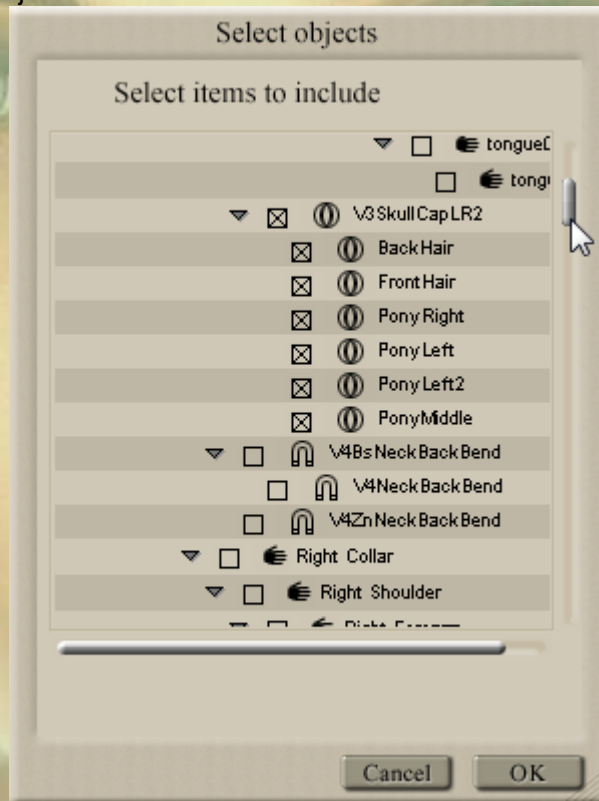 Select objects
Select items to include
tongue
V3SkullCapLR2
BackHair
FrontHair
PonyRight
PonyLeft
PonyLeft2
PonyMiddle
V4BsNeckBackBend
V4NeckBackBend
V4ZnNeckBackBend
Right Collar
Right Shoulder
Cancel OK